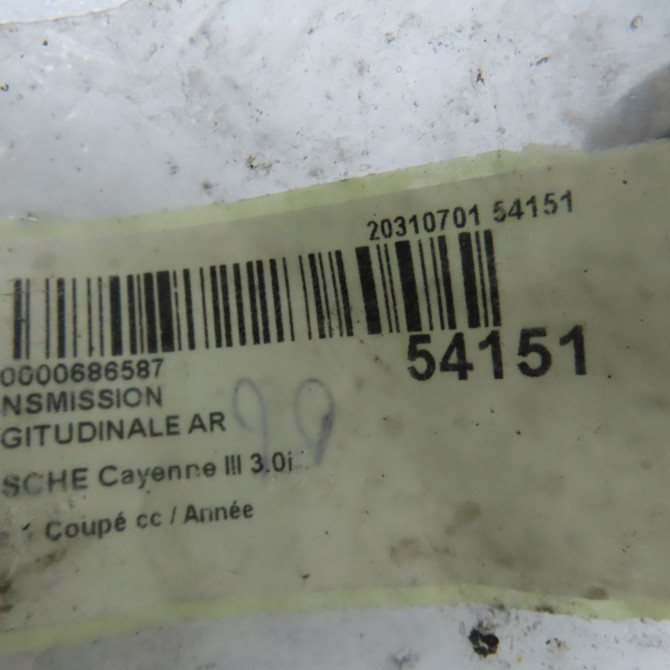 20310701 54151
0000686587
54151
NSMISSION
GITUDINALE AR
SCHE Cayenne III 3.0i
Coupé cc / Année